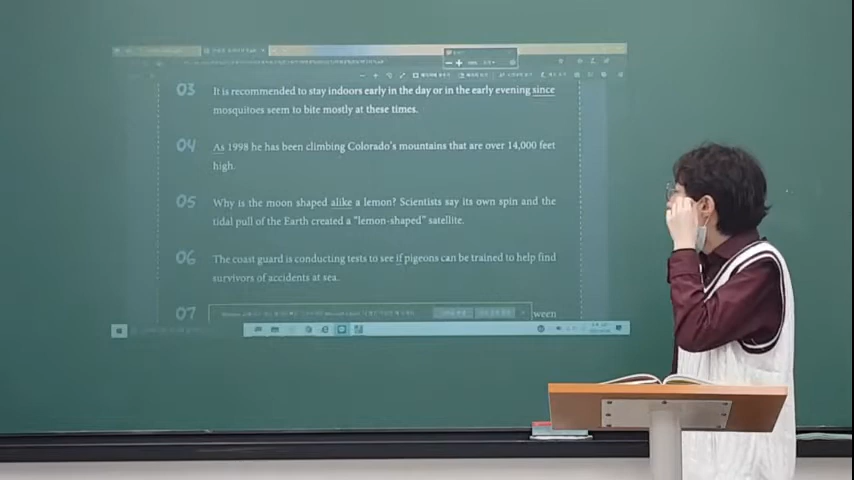 03
It is recommended to stay indoors early in the day or in the early evening since
mosquitoes seem to bite mostly at these times.
04
As 1998 he has been climbing Colorado's mountains that are over 14,000 feet
high.
05
Why is the moon shaped alike a lemon? Scientists say its own spin and the
tidal pull of the Earth created a "lemon-shaped" satellite.
06
The coast guard is conducting tests to see if pigeons can be trained to help find
survivors of accidents at sea.
07
ween